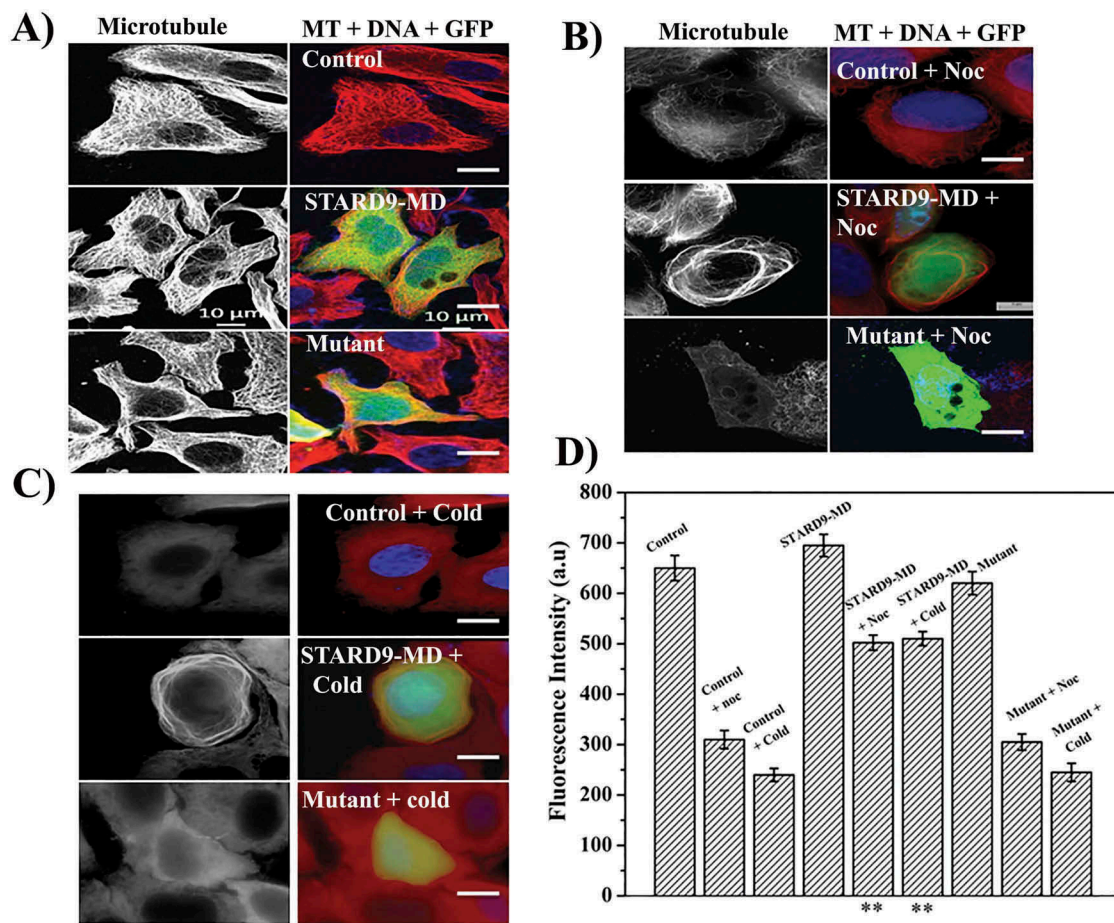 A)
Microtubule
MT + DNA + GFP
Control
STARD9-MD
10 µm
10 µm
Mutant
B)
Microtubule
MT + DNA + GFP
Control + Noc
STARD9-MD +
Noc
Mutant + Noc
C)
Control + Cold
STARD9-MD +
Cold
Mutant + cold
D)
Fluorescence Intensity (a.u)
800
700
600
500
400
300
200
100
0
Control
Control
+ noc
Control
+ Cold
STARD9-MD
STARD9-MD
+ Noc
STARD9-MD
+ Cold
Mutant
Mutant + Noc
Mutant +
Cold
**
**